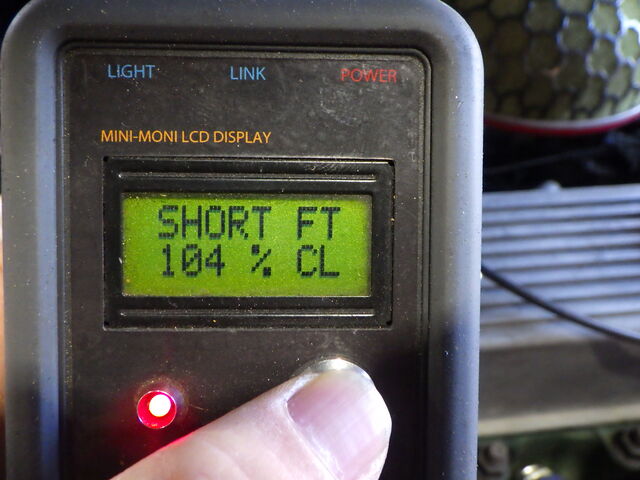 LIGHT LINK POWER
MINI-MONI LCD DISPLAY
SHORT FT
104 % CL